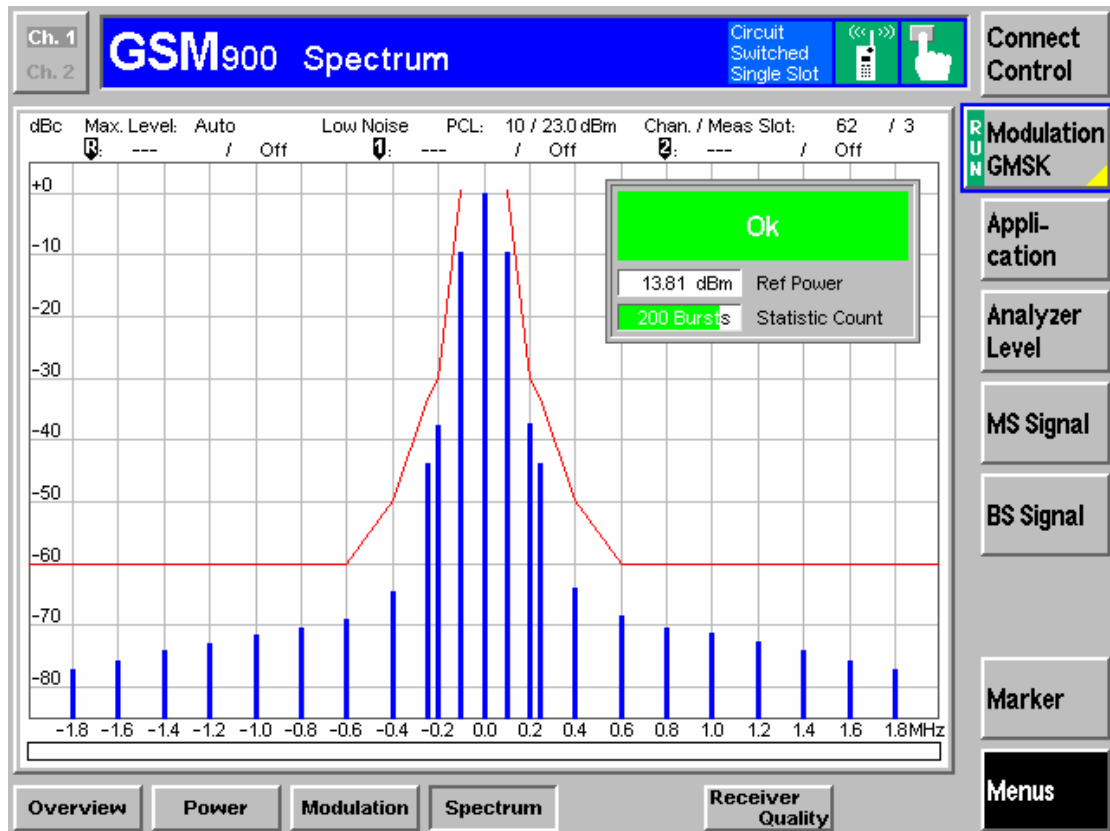 Ch. 1
Ch. 2
GSM900 Spectrum
Circuit
Switched
Single Slot
Connect
Control
dBc Max. Level: Auto Low Noise PCL: 10 / 23.0 dBm Chan. / Meas Slot: 62 / 3
R: --- / Off 1: --- / Off 2: --- / Off
RUN
Modulation
GMSK
Appli-
cation
Analyzer
Level
MS Signal
BS Signal
Marker
Menus
Ok
13.81 dBm Ref Power
200 Bursts Statistic Count
+0
-10
-20
-30
-40
-50
-60
-70
-80
-1.8 -1.6 -1.4 -1.2 -1.0 -0.8 -0.6 -0.4 -0.2 0.0 0.2 0.4 0.6 0.8 1.0 1.2 1.4 1.6 1.8MHz
Overview Power Modulation Spectrum Receiver
Quality